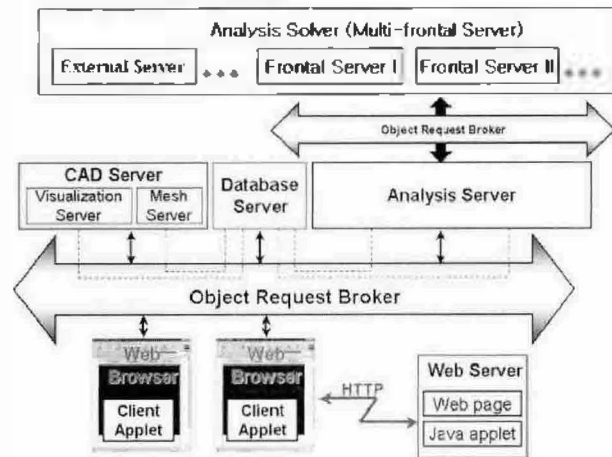 Analysis Solver (Multi-frontal Server)
External Server
Frontal Server I
Frontal Server II
Object Request Broker
CAD Server
Visualization Server
Mesh Server
Database Server
Analysis Server
Object Request Broker
Web Browser
Client Applet
Web Browser
Client Applet
HTTP
Web Server
Web page
Java applet